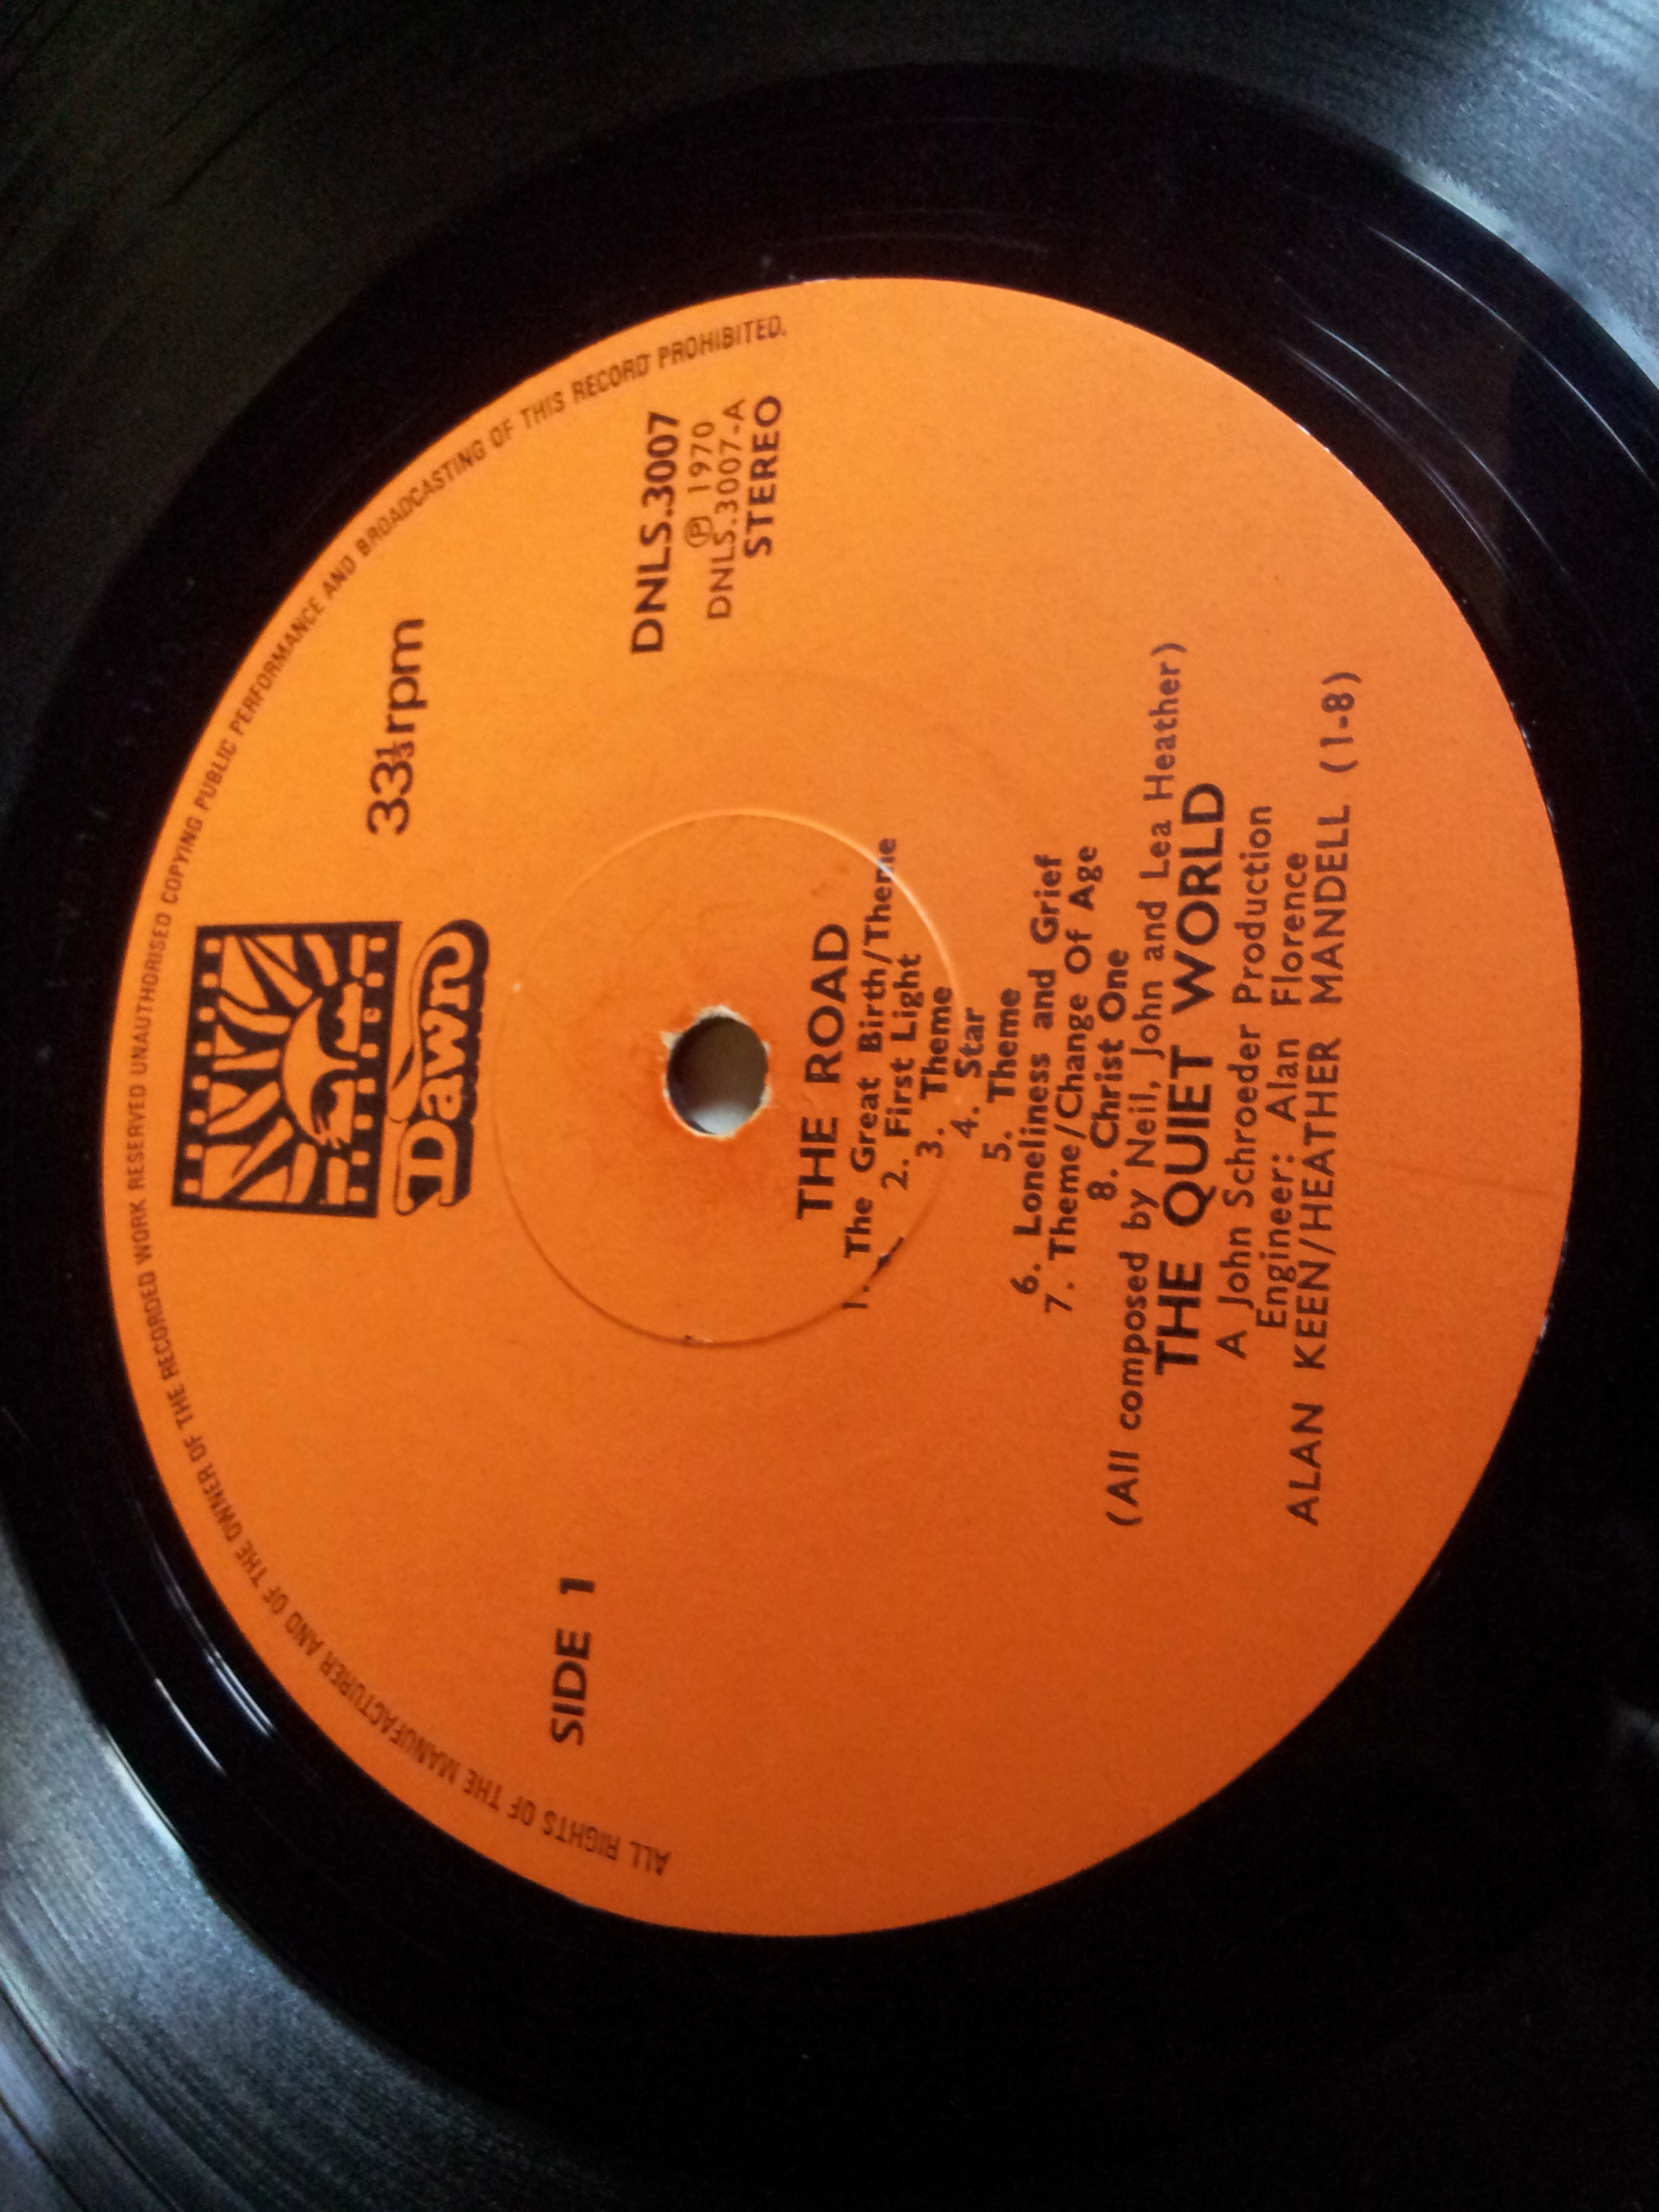 ALL RIGHTS OF THE MANUFACTURER AND OF THE OWNER OF THE RECORDED WORK RESERVED UNAUTHORISED COPYING PUBLIC PERFORMANCE AND BROADCASTING OF THIS RECORD PROHIBITED.
Dawn
33⅓rpm
SIDE 1
DNLS.3007
℗ 1970
DNLS.3007-A
STEREO
THE ROAD
1. The Great Birth/Theme
2. First Light
3. Theme
4. Star
5. Theme
6. Loneliness and Grief
7. Theme/Change Of Age
8. Christ One
(All composed by Neil, John and Lea Heather)
THE QUIET WORLD
A John Schroeder Production
Engineer: Alan Florence
ALAN KEEN/HEATHER MANDELL (1-8)